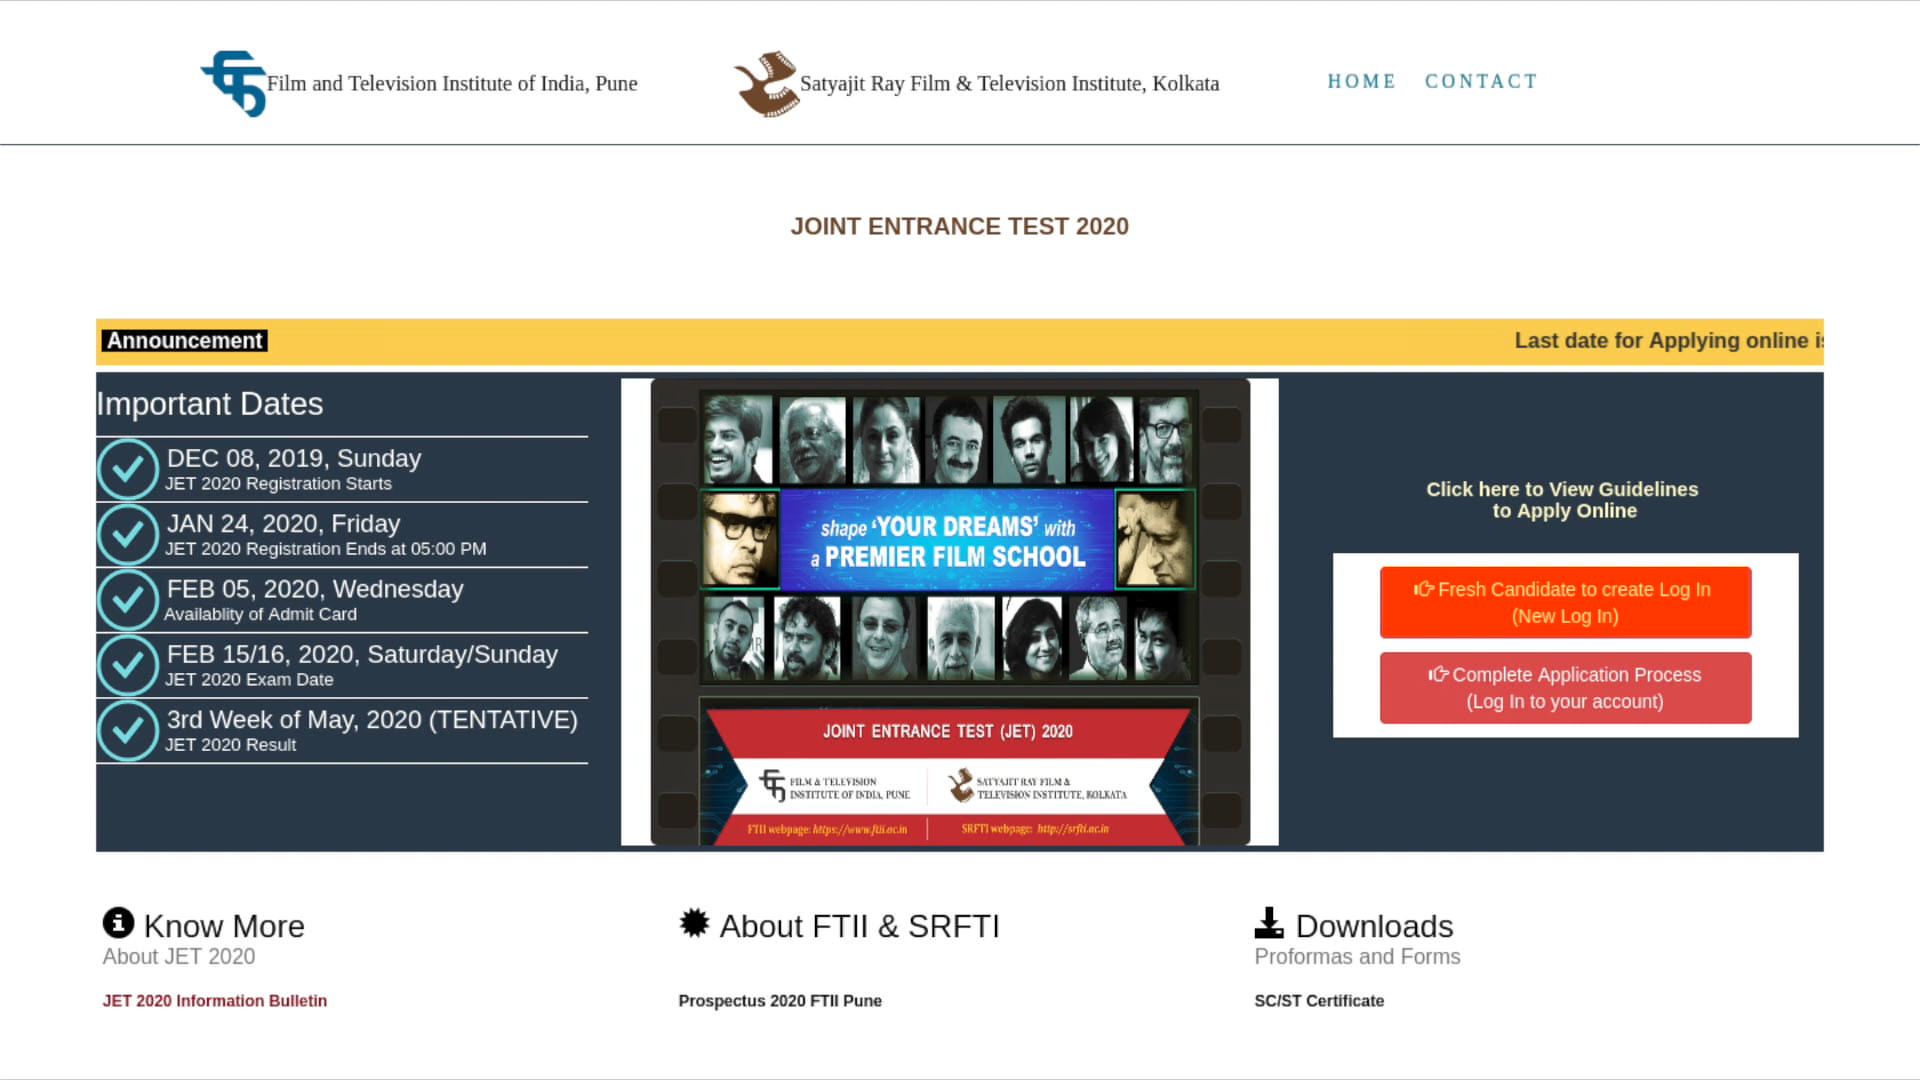 Film and Television Institute of India, Pune
Satyajit Ray Film & Television Institute, Kolkata
HOME
CONTACT
JOINT ENTRANCE TEST 2020
Announcement
Last date for Applying online is
Important Dates
DEC 08, 2019, Sunday
JET 2020 Registration Starts
JAN 24, 2020, Friday
JET 2020 Registration Ends at 05:00 PM
FEB 05, 2020, Wednesday
Availablity of Admit Card
FEB 15/16, 2020, Saturday/Sunday
JET 2020 Exam Date
3rd Week of May, 2020 (TENTATIVE)
JET 2020 Result
shape ‘YOUR DREAMS’ with
a PREMIER FILM SCHOOL
JOINT ENTRANCE TEST (JET) 2020
FILM & TELEVISION
INSTITUTE OF INDIA, PUNE
SATYAJIT RAY FILM &
TELEVISION INSTITUTE, KOLKATA
FTII webpage: https://www.ftii.ac.in
SRFTI webpage: http://srfti.ac.in
Click here to View Guidelines
to Apply Online
Fresh Candidate to create Log In
(New Log In)
Complete Application Process
(Log In to your account)
Know More
About JET 2020
JET 2020 Information Bulletin
About FTII & SRFTI
Prospectus 2020 FTII Pune
Downloads
Proformas and Forms
SC/ST Certificate